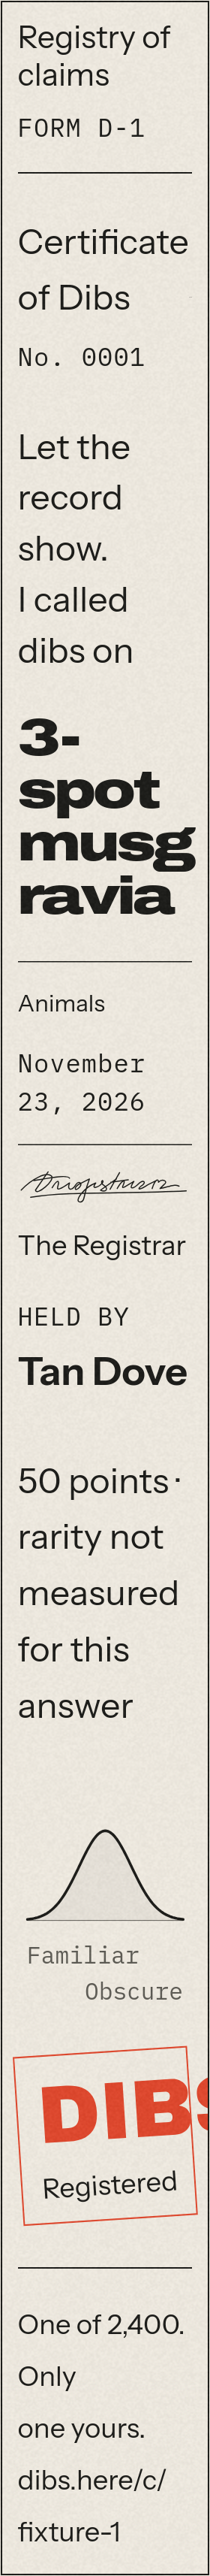 Registry of
claims
FORM D-1
Certificate
of Dibs
No. 0001
Let the
record
show.
I called
dibs on
3-
spot
musg
ravia
Animals
November
23, 2026
The Registrar
HELD BY
Tan Dove
50 points ·
rarity not
measured
for this
answer
Familiar
Obscure
DIBS
Registered
One of 2,400.
Only
one yours.
dibs.here/c/
fixture-1